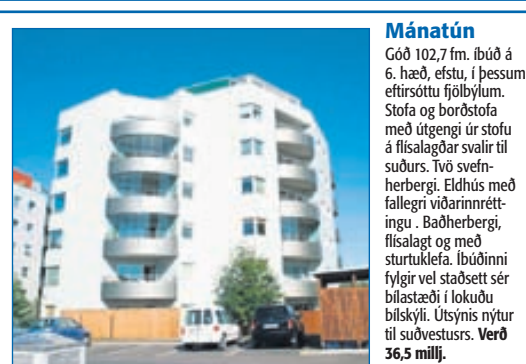 Mánatún
Góð 102,7 fm. íbúð á
6. hæð, efstu, í þessum
eftirsóttu fjölbýlum.
Stofa og borðstofa
með útgengi úr stofu
á flísalagðar svalir til
suðurs. Tvö svefn-
herbergi. Eldhús með
fallegri viðarinnrétt-
ingu . Baðherbergi,
flísalagt og með
sturtuklefa. Íbúðinni
fylgir vel staðsett sér
bílastæði í lokuðu
bílskýli. Útsýnis nýtur
til suðvestusrs. Verð
36,5 millj.